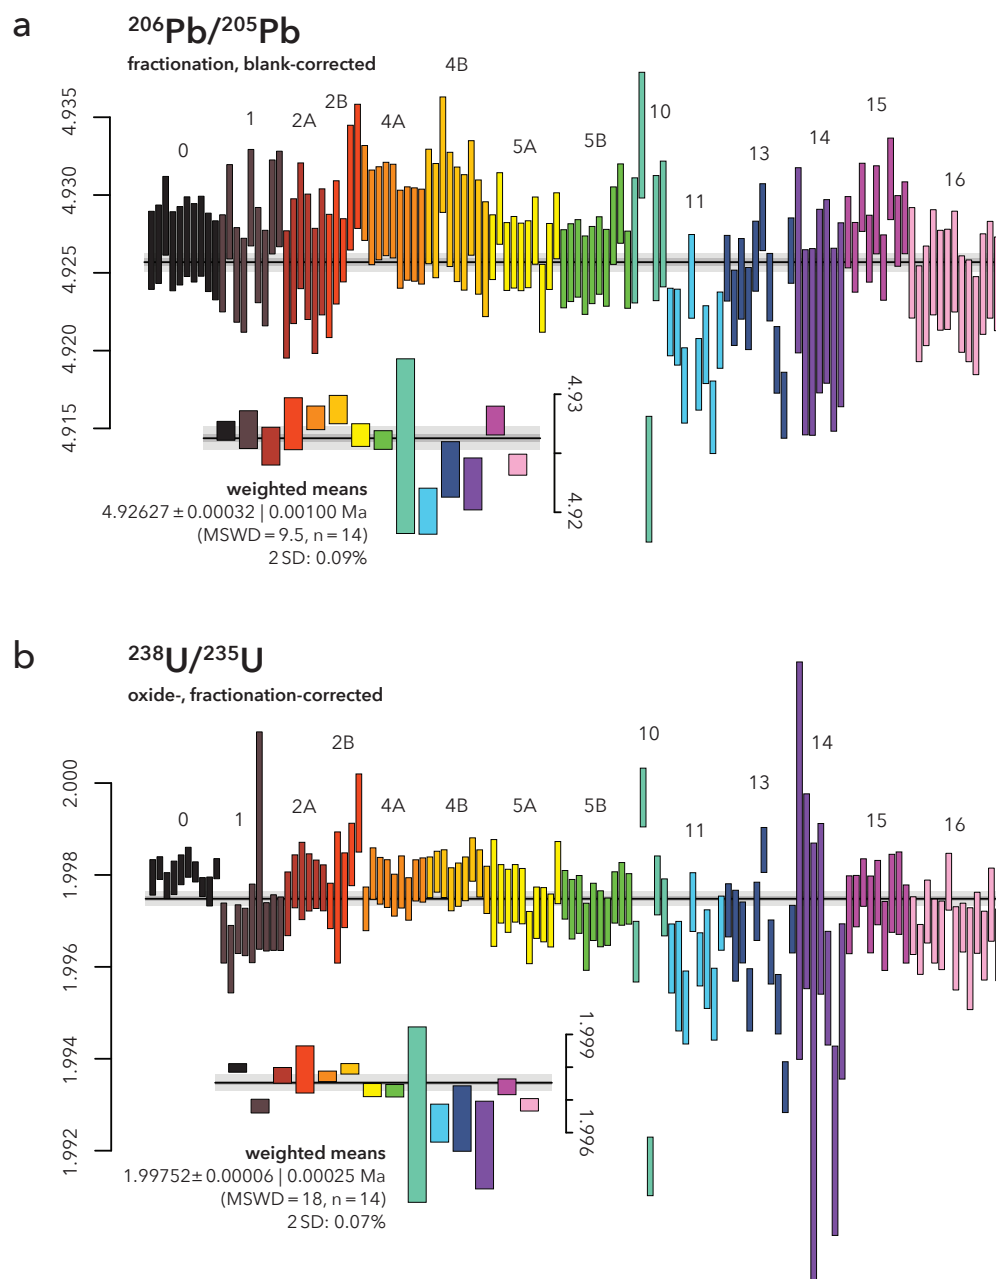 a
²⁰⁶Pb/²⁰⁵Pb
fractionation, blank-corrected
4B
4.935
2B
15
1
10
2A
4A
14
5B
0
5A
13
4.930
16
11
4.925
4.920
4.915
4.93
4.92
weighted means
4.92627 ± 0.00032 | 0.00100 Ma
(MSWD = 9.5, n = 14)
2 SD: 0.09%
b
²³⁸U/²³⁵U
oxide-, fractionation-corrected
10
2B
14
2.000
13
2A
4A
4B
5A
5B
0
1
15
16
11
1.998
1.996
1.994
1.992
1.999
1.996
weighted means
1.99752± 0.00006 | 0.00025 Ma
(MSWD = 18, n = 14)
2 SD: 0.07%